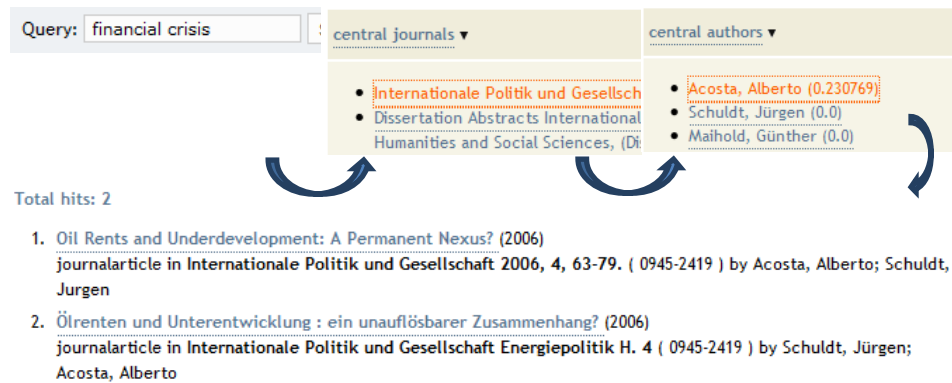 Query: financial crisis
central journals ▼
Internationale Politik und Gesellsch
Dissertation Abstracts International
Humanities and Social Sciences, (Di
central authors ▼
Acosta, Alberto (0.230769)
Schuldt, Jürgen (0.0)
Maihold, Günther (0.0)
Total hits: 2
1. Oil Rents and Underdevelopment: A Permanent Nexus? (2006)
journalarticle in Internationale Politik und Gesellschaft 2006, 4, 63-79. ( 0945-2419 ) by Acosta, Alberto; Schuldt,
Jurgen
2. Ölrenten und Unterentwicklung : ein unauflösbarer Zusammenhang? (2006)
journalarticle in Internationale Politik und Gesellschaft Energiepolitik H. 4 ( 0945-2419 ) by Schuldt, Jürgen;
Acosta, Alberto